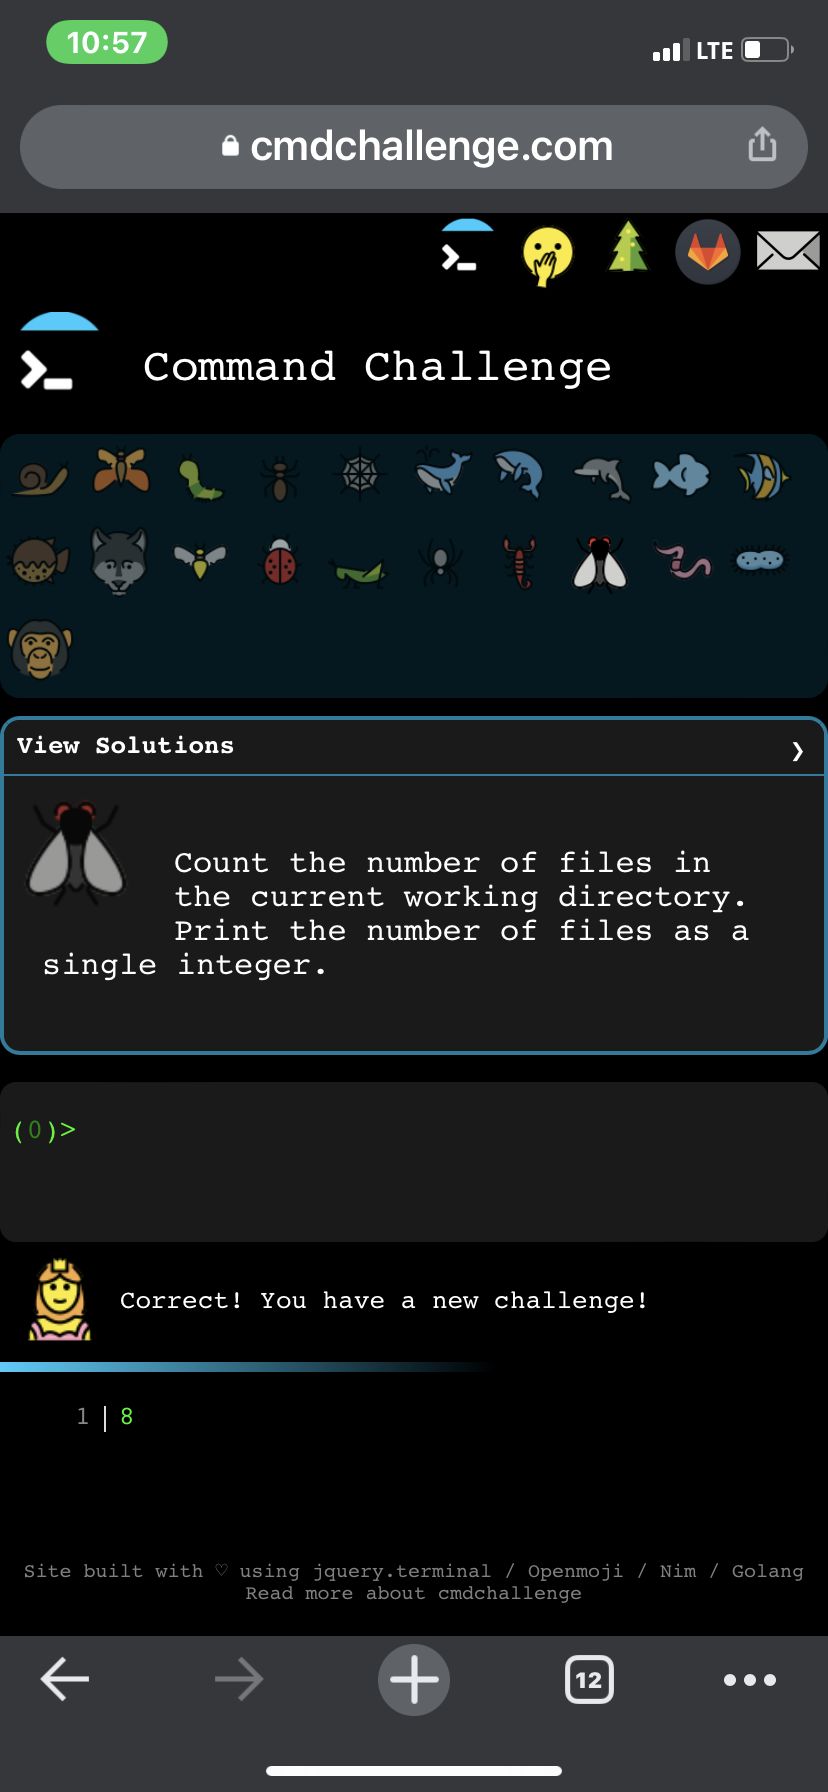 10:57
LTE
cmdchallenge.com
Command Challenge
View Solutions
Count the number of files in
the current working directory.
Print the number of files as a
single integer.
(0)>
Correct! You have a new challenge!
1 | 8
Site built with ♡ using jquery.terminal / Openmoji / Nim / Golang
Read more about cmdchallenge
12